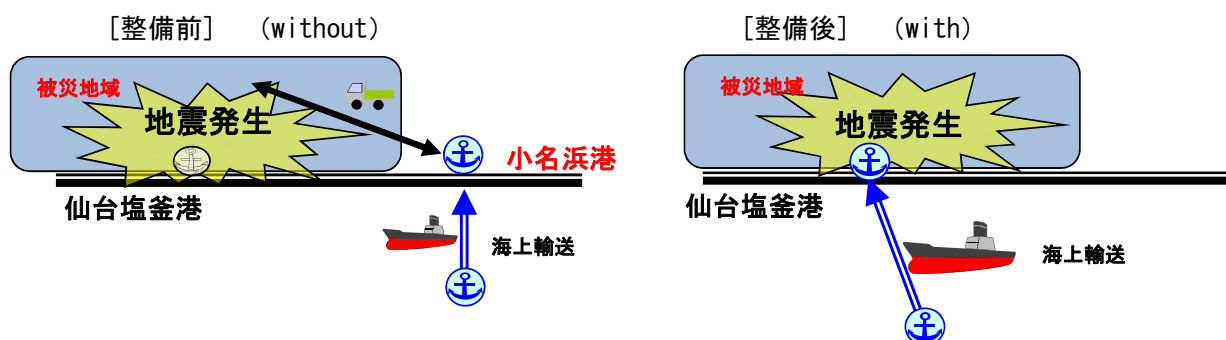 ［整備前］　（without）
被災地域
地震発生
小名浜港
仙台塩釜港
海上輸送
［整備後］　（with）
被災地域
地震発生
仙台塩釜港
海上輸送